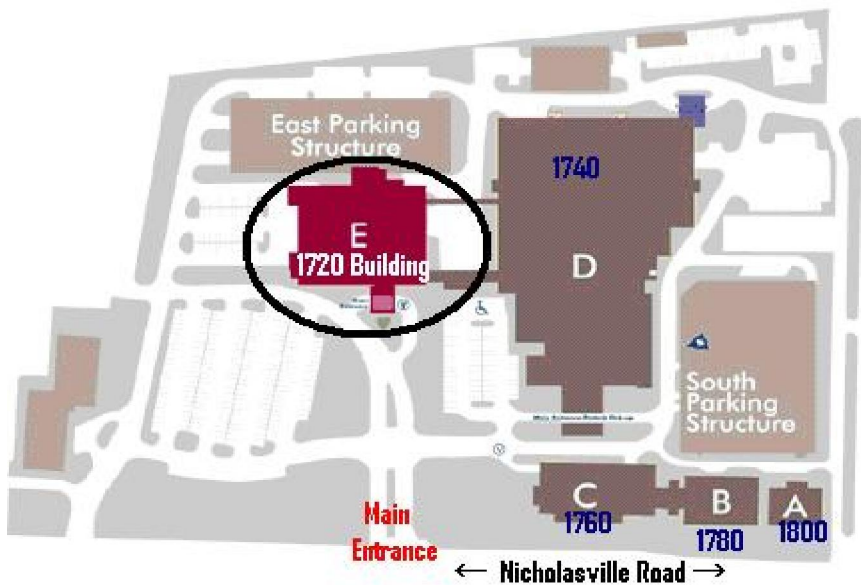 East Parking
Structure
1740
E
1720 Building
D
South
Parking
Structure
C
1760
B
1780
A
1800
Main
Entrance
← Nicholasville Road →